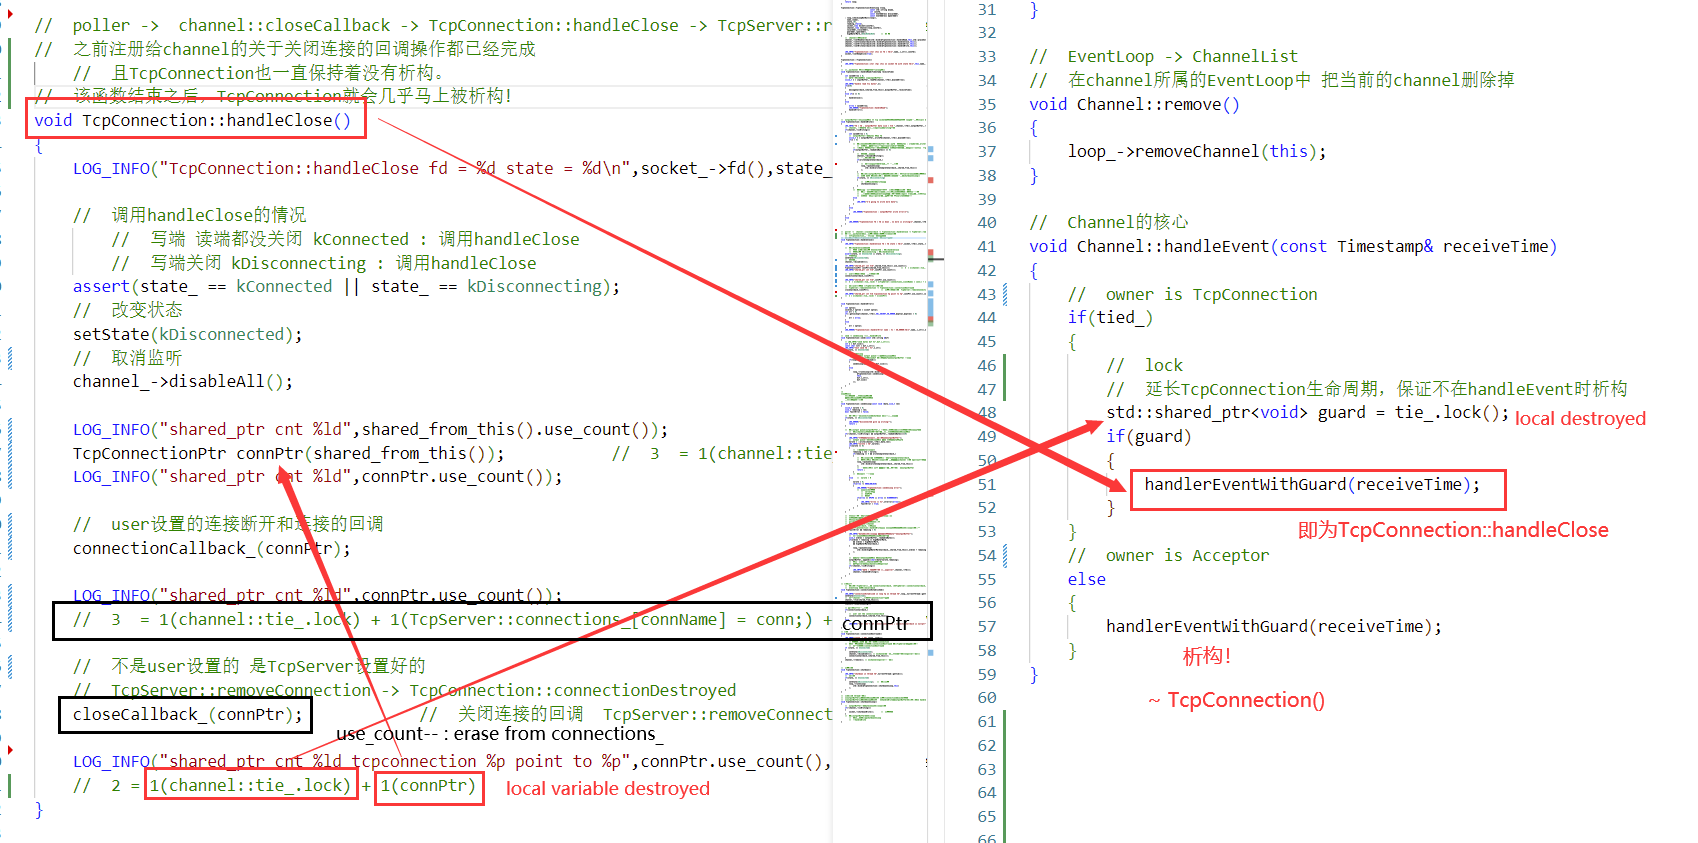 // poller -> channel::closeCallback -> TcpConnection::handleClose -> TcpServer::r
// 之前注册给channel的关于关闭连接的回调操作都已经完成
// 且TcpConnection也一直保持着没有析构。
// 该函数结束之后，TcpConnection就会几乎马上被析构！
void TcpConnection::handleClose()
{
LOG_INFO("TcpConnection::handleClose fd = %d state = %d\n",socket_->fd(),state_
// 调用handleClose的情况
// 写端 读端都没关闭 kConnected : 调用handleClose
// 写端关闭 kDisconnecting : 调用handleClose
assert(state_ == kConnected || state_ == kDisconnecting);
// 改变状态
setState(kDisconnected);
// 取消监听
channel_->disableAll();
LOG_INFO("shared_ptr cnt %ld",shared_from_this().use_count());
TcpConnectionPtr connPtr(shared_from_this()); // 3 = 1(channel::tie_
LOG_INFO("shared_ptr cnt %ld",connPtr.use_count());
// user设置的连接断开和连接的回调
connectionCallback_(connPtr);
LOG_INFO("shared_ptr cnt %ld",connPtr.use_count());
// 3 = 1(channel::tie_.lock) + 1(TcpServer::connections_[connName] = conn;) + connPtr
// 不是user设置的 是TcpServer设置好的
// TcpServer::removeConnection -> TcpConnection::connectionDestroyed
closeCallback_(connPtr); // 关闭连接的回调 TcpServer::removeConnect
use_count-- : erase from connections_
LOG_INFO("shared_ptr cnt %ld tcpconnection %p point to %p",connPtr.use_count(),
// 2 = 1(channel::tie_.lock) + 1(connPtr) local variable destroyed
}
31 }
32
33 // EventLoop -> ChannelList
34 // 在channel所属的EventLoop中 把当前的channel删除掉
35 void Channel::remove()
36 {
37 loop_->removeChannel(this);
38 }
39
40 // Channel的核心
41 void Channel::handleEvent(const Timestamp& receiveTime)
42 {
43 // owner is TcpConnection
44 if(tied_)
45 {
46 // lock
47 // 延长TcpConnection生命周期，保证不在handleEvent时析构
48 std::shared_ptr<void> guard = tie_.lock(); local destroyed
49 if(guard)
50 {
51 handlerEventWithGuard(receiveTime);
52 }
即为TcpConnection::handleClose
53 }
54 // owner is Acceptor
55 else
56 {
57 handlerEventWithGuard(receiveTime);
58 }
析构！
59 }
60
~ TcpConnection()
61
62
63
64
65
66